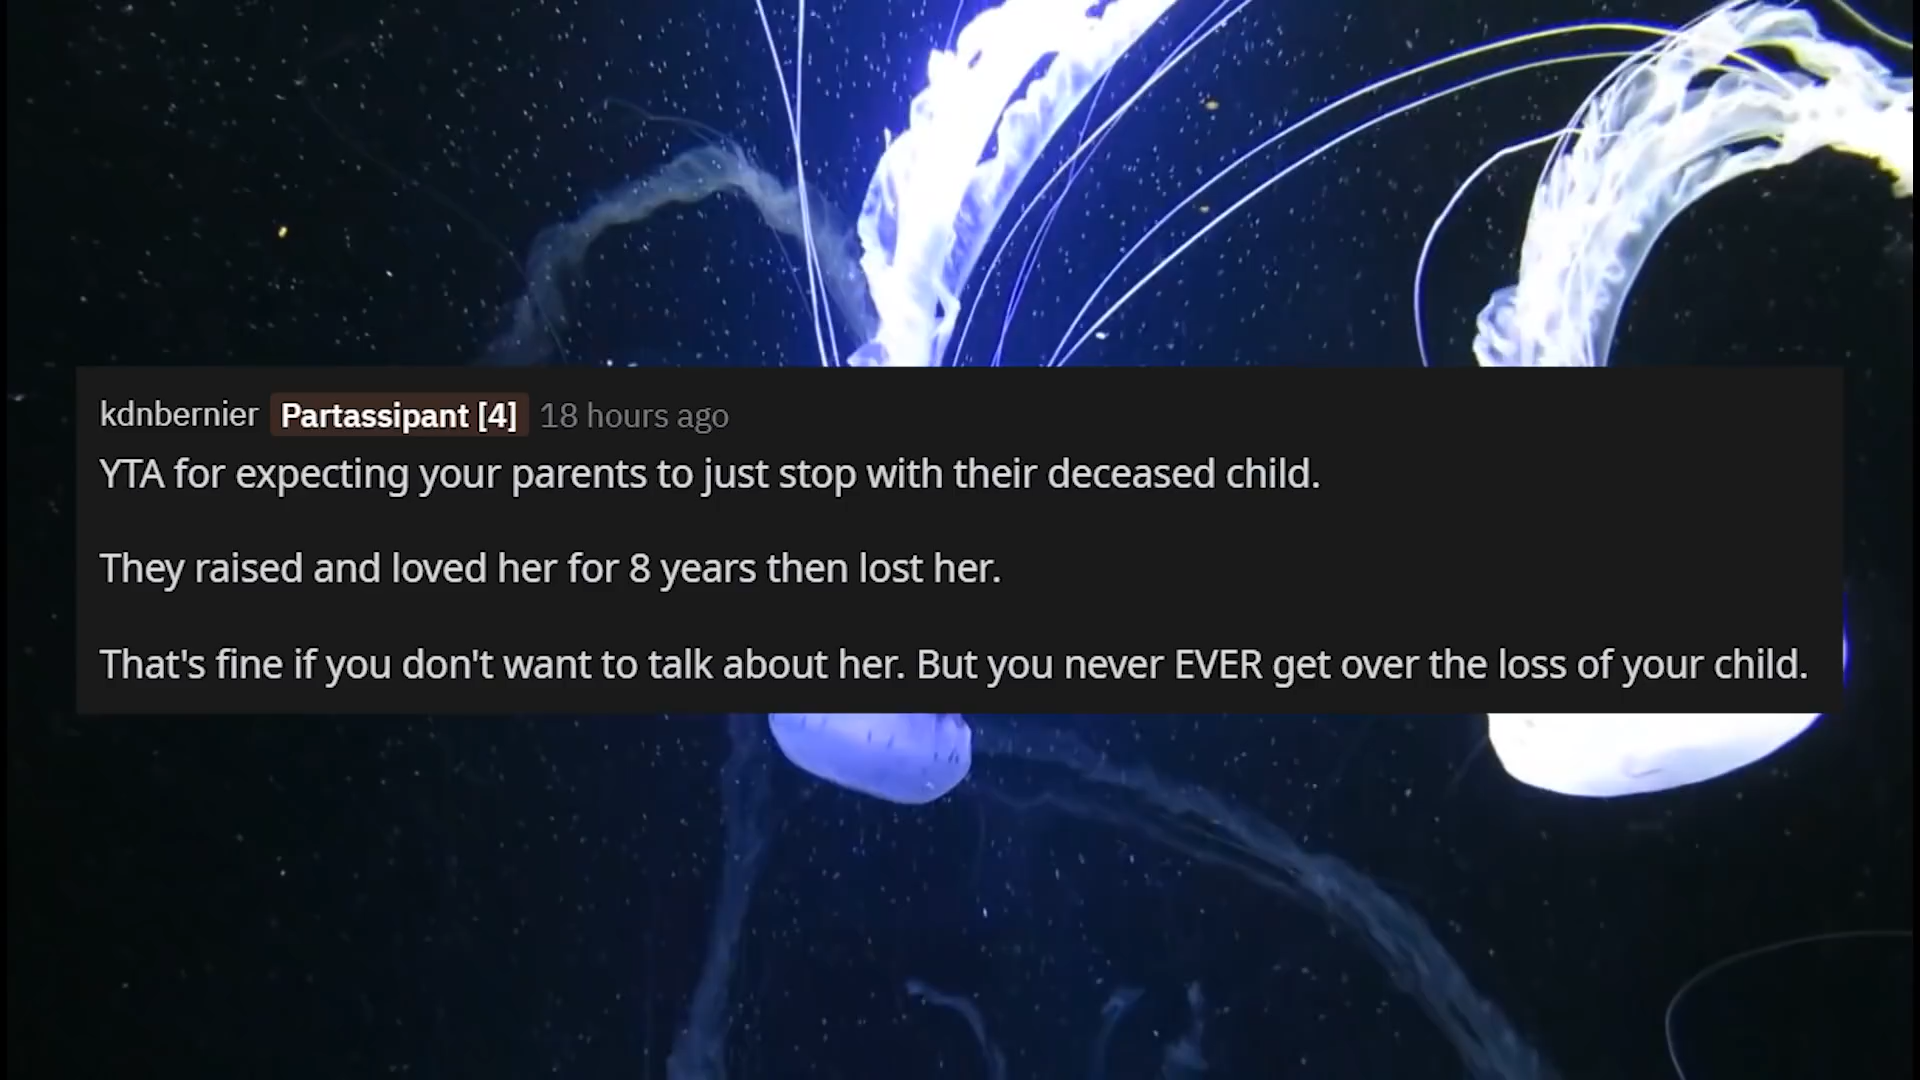 kdnbernier Partassipant [4] 18 hours ago
YTA for expecting your parents to just stop with their deceased child.
They raised and loved her for 8 years then lost her.
That's fine if you don't want to talk about her. But you never EVER get over the loss of your child.